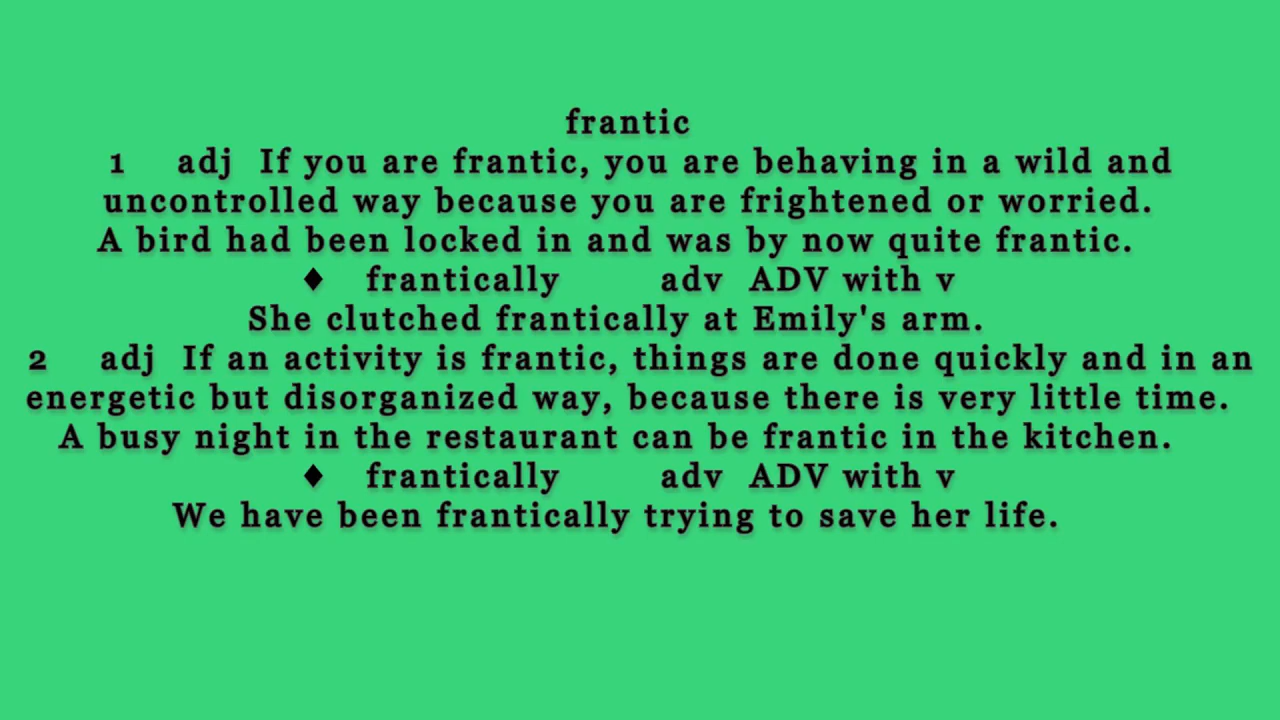 frantic
1 adj If you are frantic, you are behaving in a wild and
uncontrolled way because you are frightened or worried.
A bird had been locked in and was by now quite frantic.
♦ frantically adv ADV with v
She clutched frantically at Emily's arm.
2 adj If an activity is frantic, things are done quickly and in an
energetic but disorganized way, because there is very little time.
A busy night in the restaurant can be frantic in the kitchen.
♦ frantically adv ADV with v
We have been frantically trying to save her life.